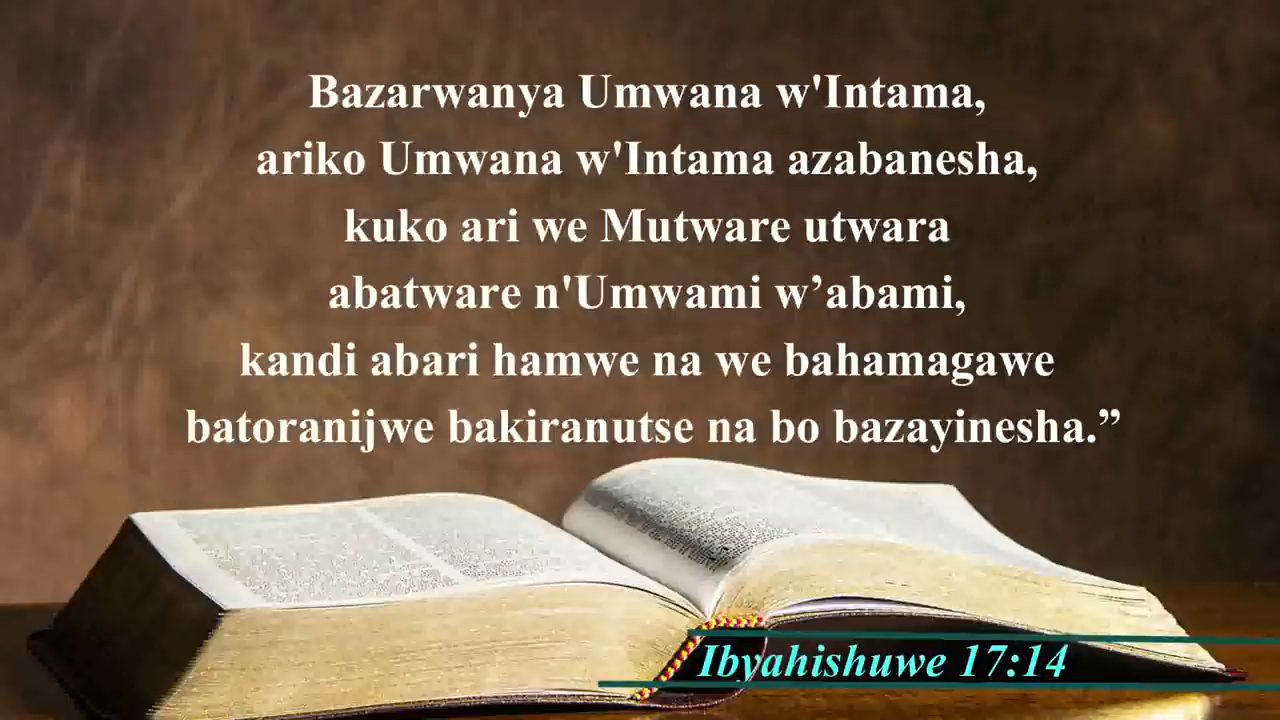 Bazarwanya Umwana w'Intama,
ariko Umwana w'Intama azabanesha,
kuko ari we Mutware utwara
abatware n'Umwami w’abami,
kandi abari hamwe na we bahamagawe
batoranijwe bakiranutse na bo bazayinesha.”
Ibyahishuwe 17:14